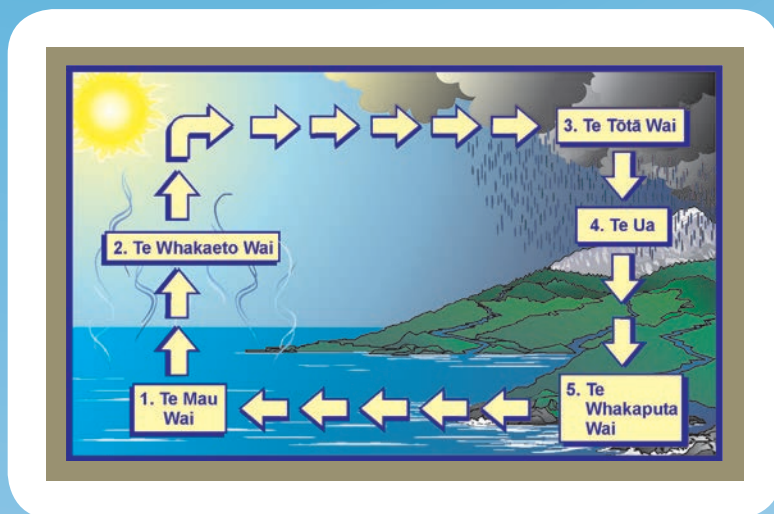 1. Te Mau
Wai
2. Te Whakaeto Wai
3. Te Tōtā Wai
4. Te Ua
5. Te
Whakaputa
Wai